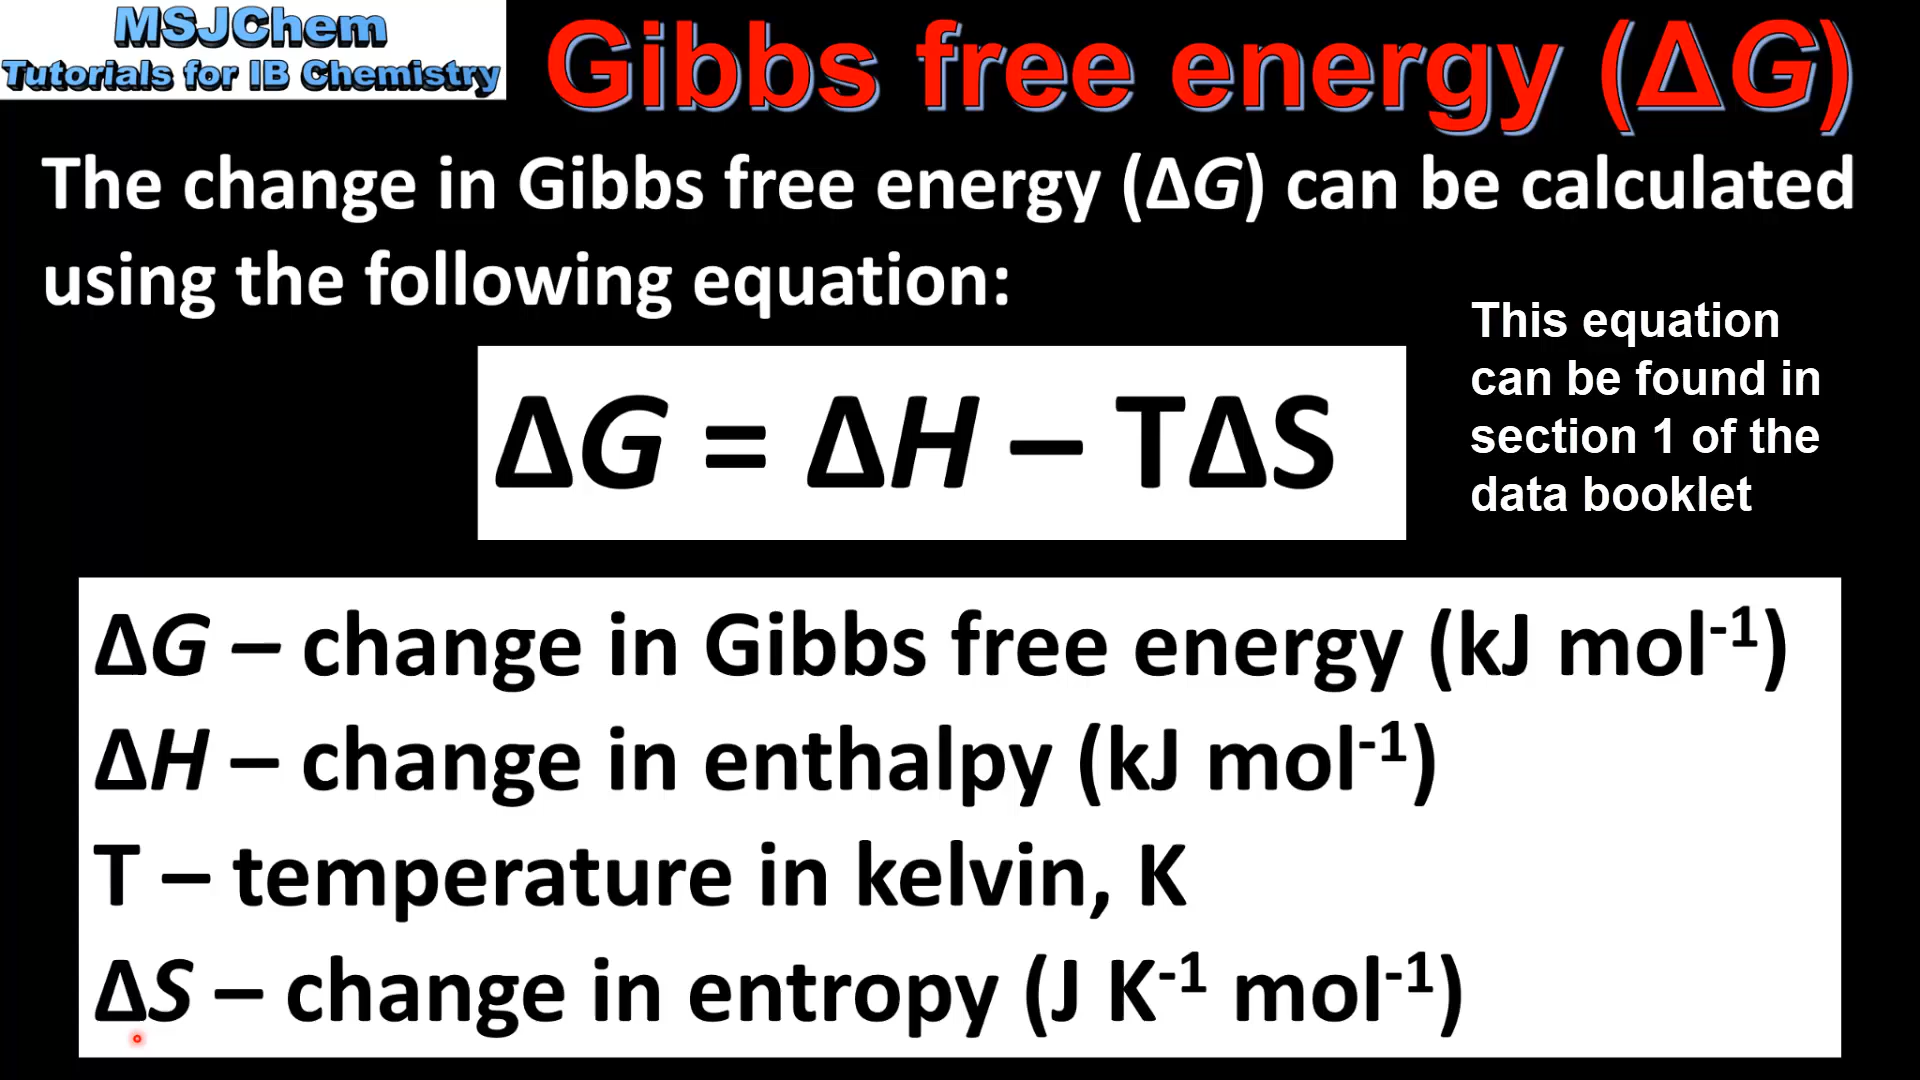 MSJChem
Tutorials for IB Chemistry
Gibbs free energy (ΔG)
The change in Gibbs free energy (ΔG) can be calculated
using the following equation:
This equation
can be found in
section 1 of the
data booklet
ΔG = ΔH – TΔS
ΔG – change in Gibbs free energy (kJ mol⁻¹)
ΔH – change in enthalpy (kJ mol⁻¹)
T – temperature in kelvin, K
ΔS – change in entropy (J K⁻¹ mol⁻¹)